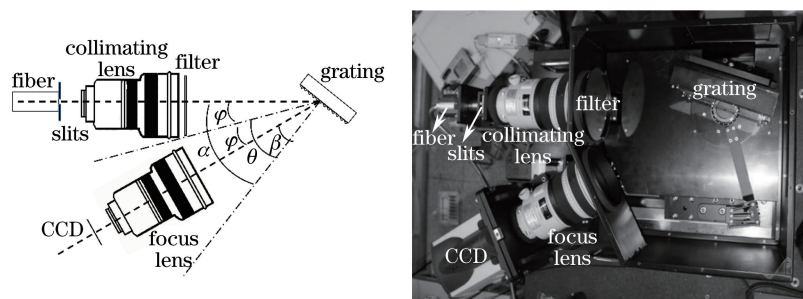 collimating
lens
filter
fiber
slits
grating
φ
φ
α
θ
β
CCD
focus
lens
grating
filter
fiber
slits
collimating
lens
focus
lens
CCD